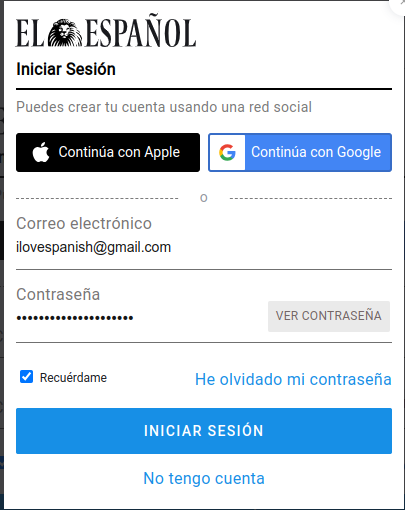 EL ESPAÑOL
Iniciar Sesión
Puedes crear tu cuenta usando una red social
Continúa con Apple
Continúa con Google
o
Correo electrónico
ilovespanish@gmail.com
Contraseña
•••••••••••••••••••••
VER CONTRASEÑA
Recuérdame
He olvidado mi contraseña
INICIAR SESIÓN
No tengo cuenta